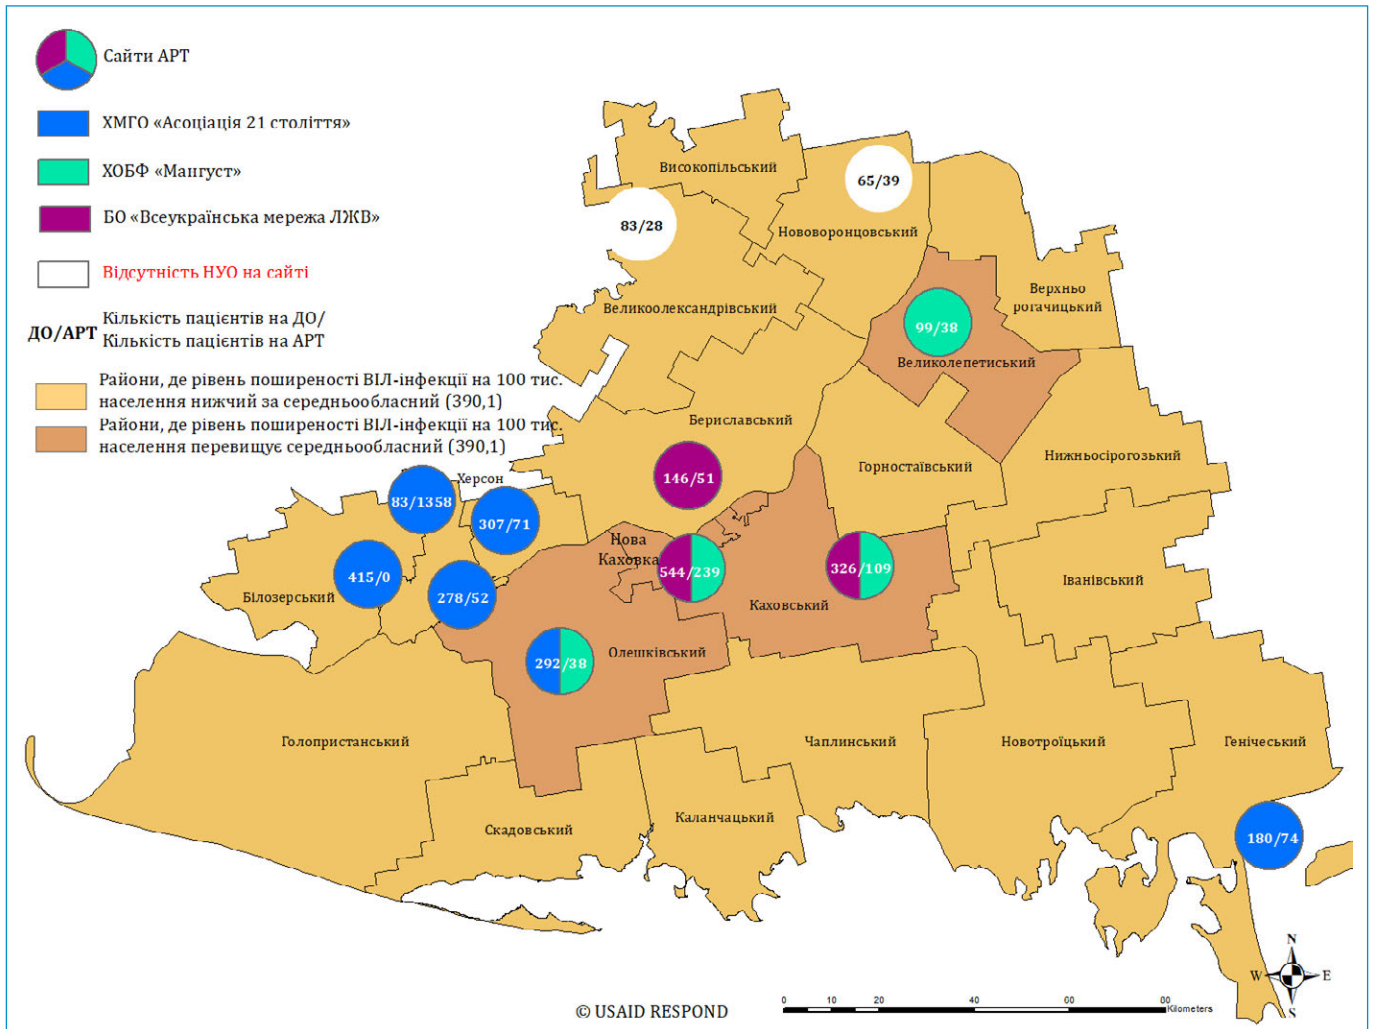 Сайти АРТ
ХМГО «Асоціація 21 століття»
ХОБФ «Мангуст»
БО «Всеукраїнська мережа ЛЖВ»
Відсутність НУО на сайті
ДО/АРТ
Кількість пацієнтів на ДО/
Кількість пацієнтів на АРТ
Райони, де рівень поширеності ВІЛ-інфекції на 100 тис.
населення нижчий за середньообласний (390,1)
Райони, де рівень поширеності ВІЛ-інфекції на 100 тис.
населення перевищує середньообласний (390,1)
Високопільський
65/39
83/28
Нововоронцовський
Верхньо
рогачицький
Великоолександрівський
99/38
Великолепетиський
Бериславський
Нижньосірогозький
Горностаївський
146/51
Херсон
83/1358
307/71
Нова
Каховка
544/239
326/109
415/0
Іванівський
278/52
Білозерський
Каховський
Олешківський
292/38
Голопристанський
Чаплинський
Новотроїцький
Генічеський
Каланчацький
Скадовський
180/74
N
W
E
S
© USAID RESPOND
0 10 20 40 60 80
Kilometers